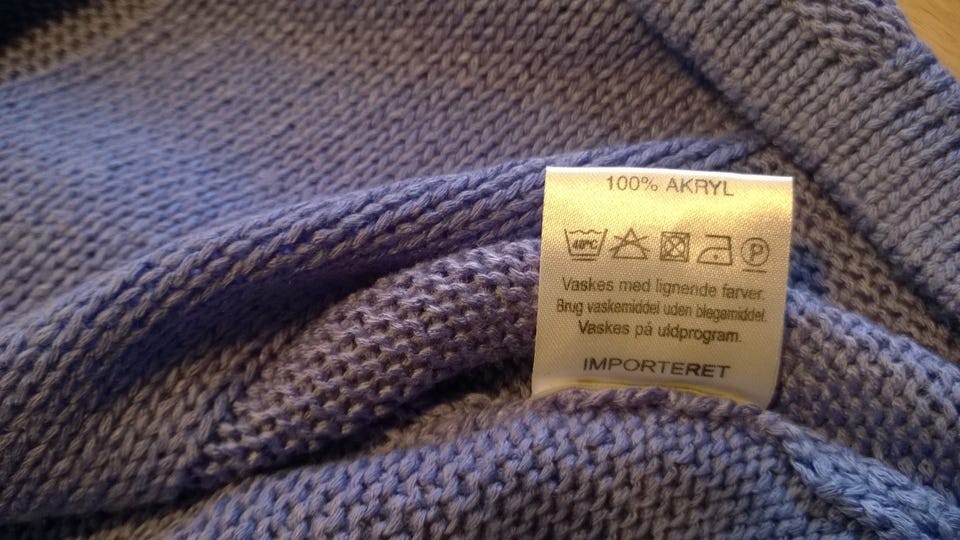 100% AKRYL
40°C P
Vaskes med lignende farver.
Brug vaskemiddel uden blegemiddel.
Vaskes på uldprogram.
IMPORTERET